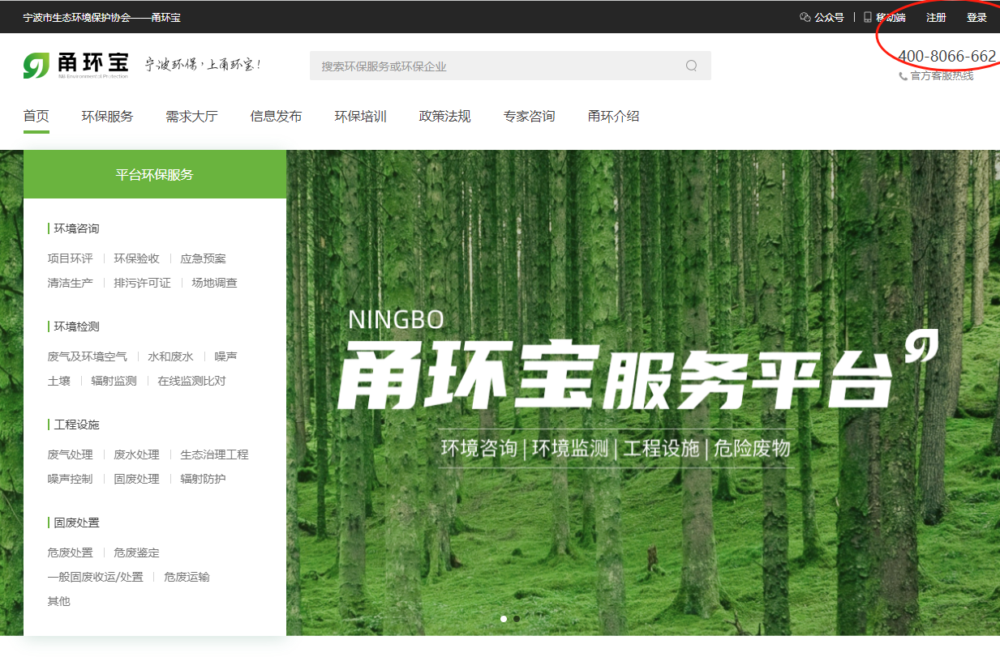 宁波市生态环境保护协会——甬环宝
公众号 | 移动端 注册 登录
甬环宝
NB Environmental Protection
宁波环保,上甬环宝!
搜索环保服务或环保企业
400-8066-662
官方客服热线
首页 环保服务 需求大厅 信息发布 环保培训 政策法规 专家咨询 甬环介绍
平台环保服务
环境咨询
项目环评 | 环保验收 | 应急预案
清洁生产 | 排污许可证 | 场地调查
环境检测
废气及环境空气 | 水和废水 | 噪声
土壤 | 辐射监测 | 在线监测比对
工程设施
废气处理 | 废水处理 | 生态治理工程
噪声控制 | 固废处理 | 辐射防护
固废处置
危废处置 | 危废鉴定
一般固废收运/处置 | 危废运输
其他
NINGBO
甬环宝服务平台
环境咨询 | 环境监测 | 工程设施 | 危险废物